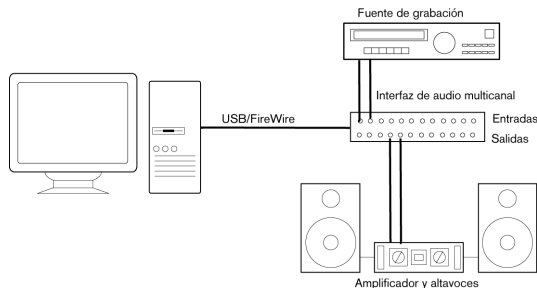 Fuente de grabación
Interfaz de audio multicanal
USB/FireWire
Entradas
Salidas
Amplificador y altavoces